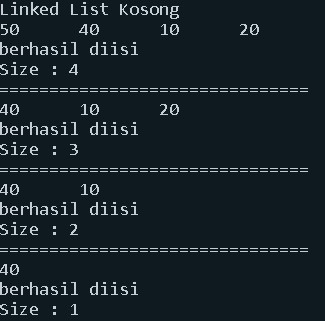 Linked List Kosong
50      40      10      20
berhasil diisi
Size : 4
===============================
40      10      20
berhasil diisi
Size : 3
===============================
40      10
berhasil diisi
Size : 2
===============================
40
berhasil diisi
Size : 1